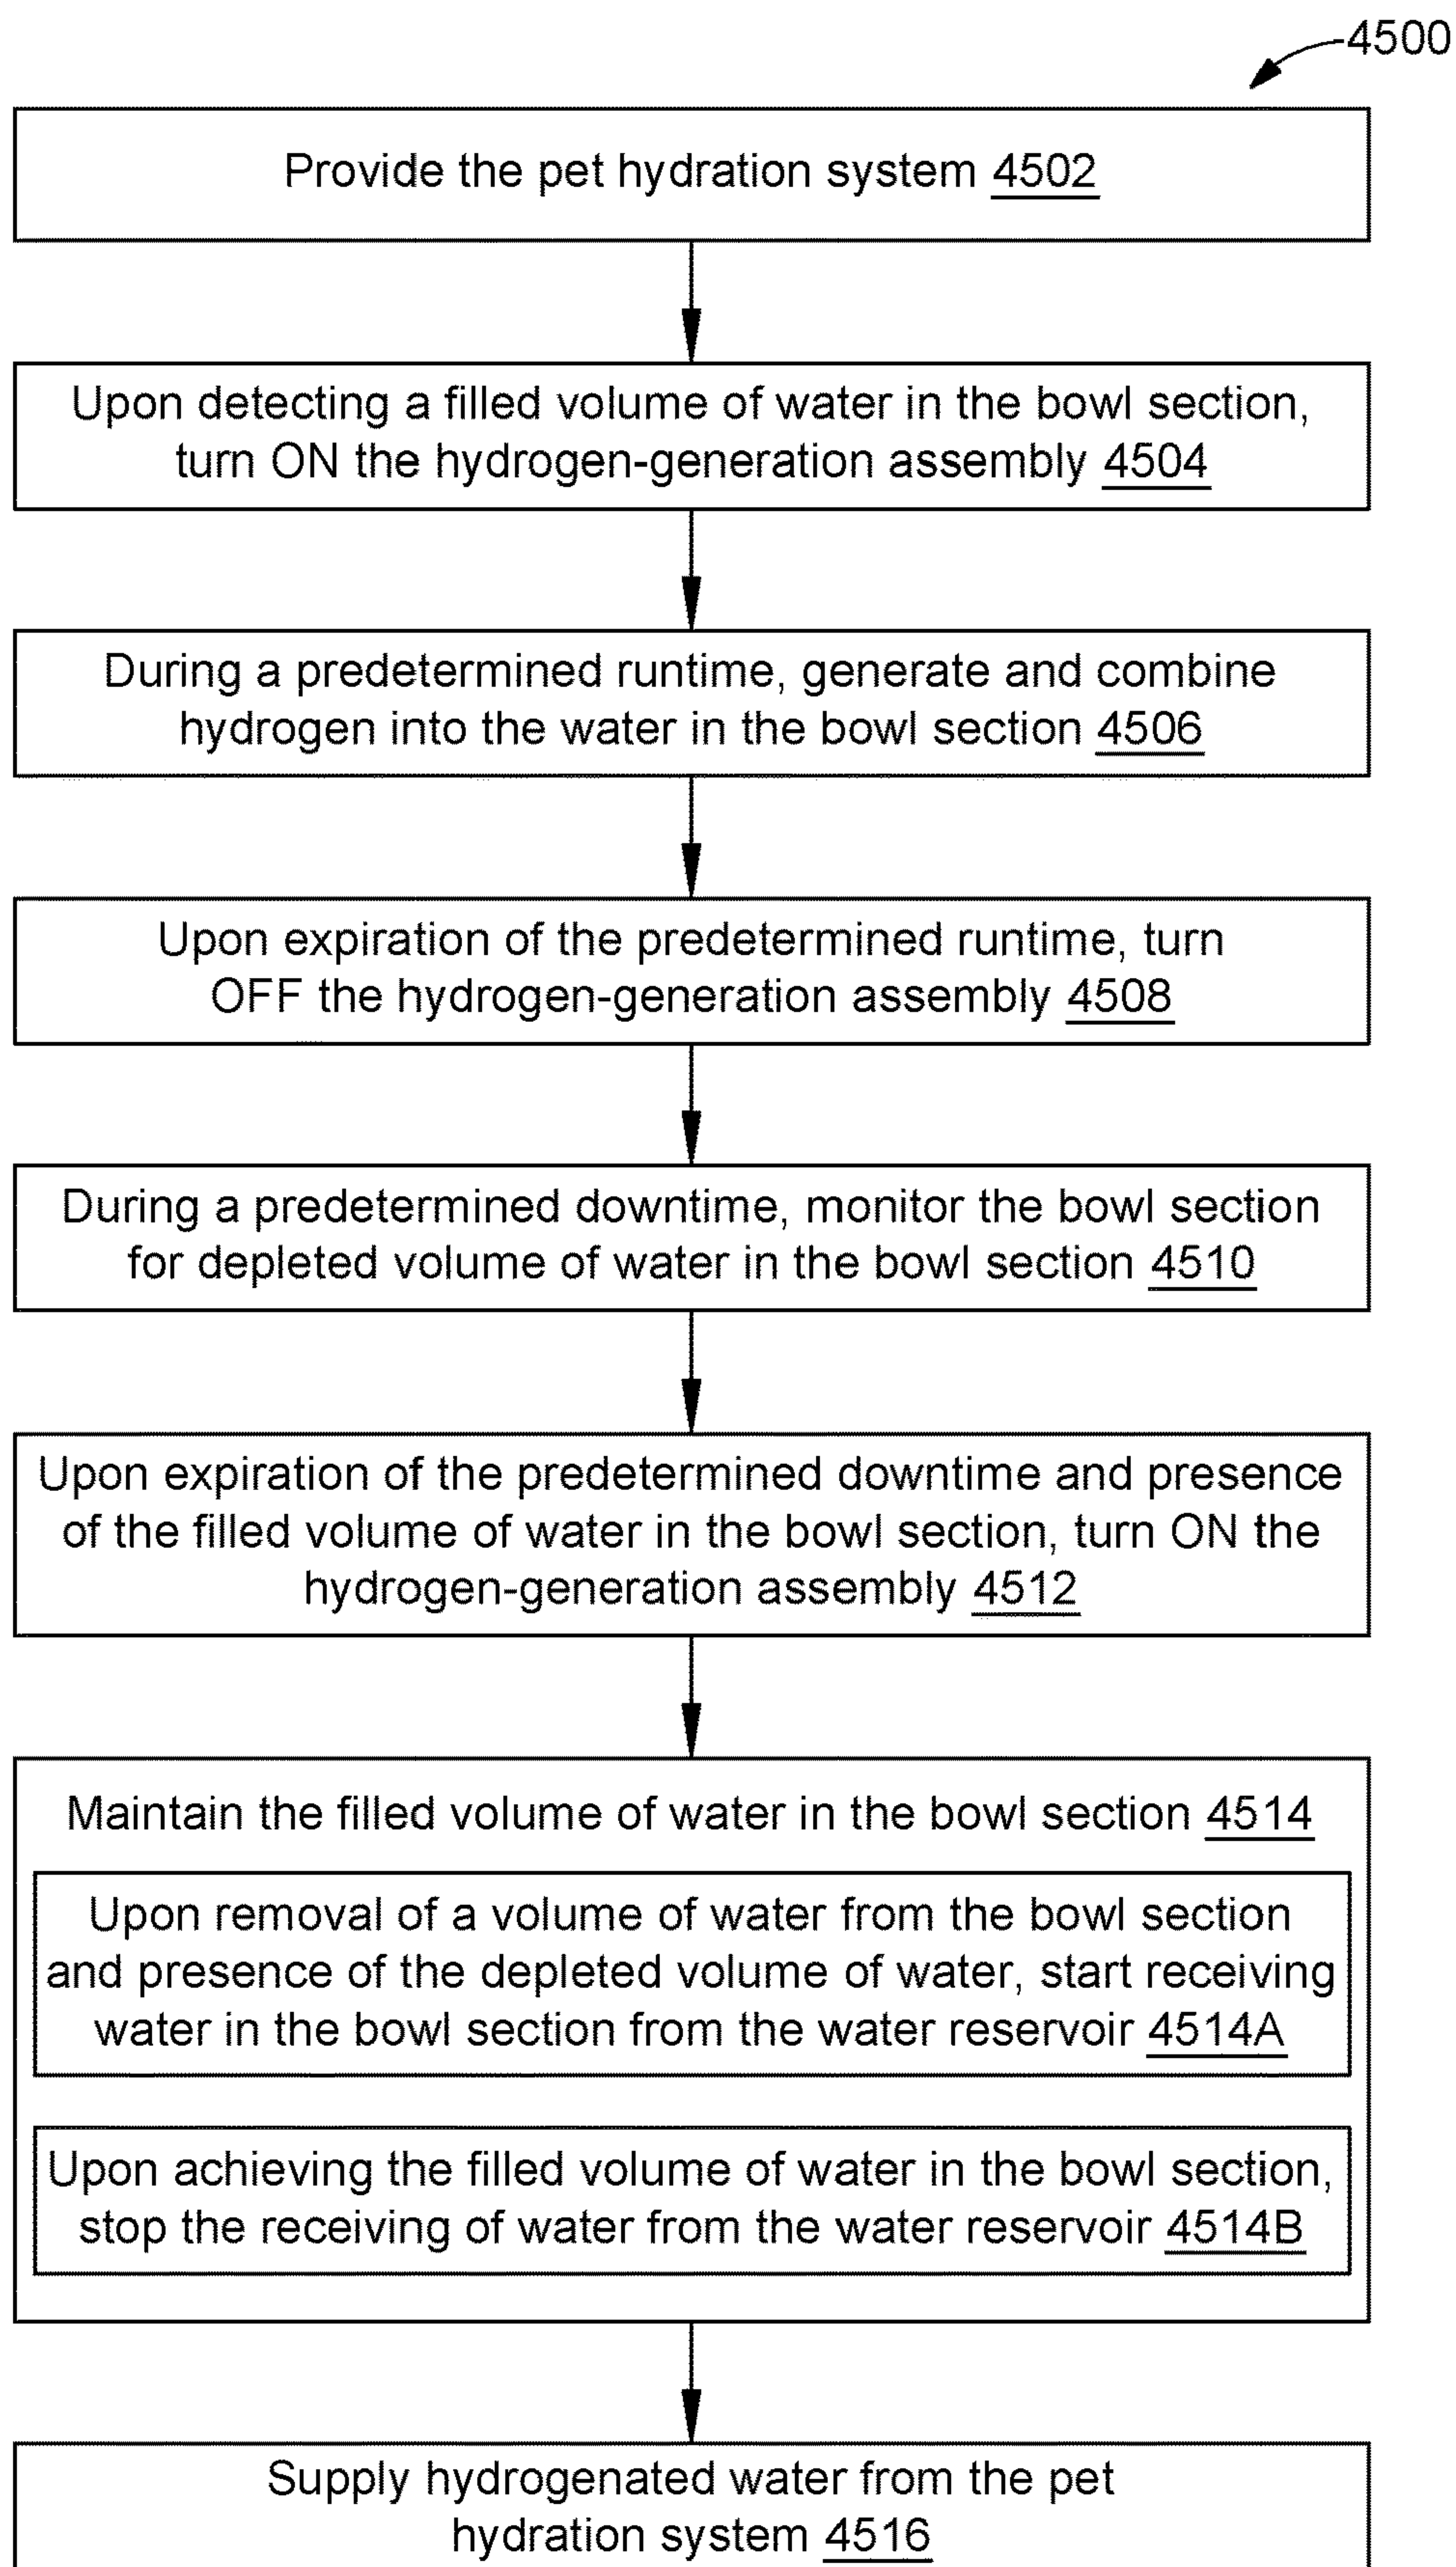 4500
Provide the pet hydration system 4502
Upon detecting a filled volume of water in the bowl section,
turn ON the hydrogen-generation assembly 4504
During a predetermined runtime, generate and combine
hydrogen into the water in the bowl section 4506
Upon expiration of the predetermined runtime, turn
OFF the hydrogen-generation assembly 4508
During a predetermined downtime, monitor the bowl section
for depleted volume of water in the bowl section 4510
Upon expiration of the predetermined downtime and presence
of the filled volume of water in the bowl section, turn ON the
hydrogen-generation assembly 4512
Maintain the filled volume of water in the bowl section 4514
Upon removal of a volume of water from the bowl section
and presence of the depleted volume of water, start receiving
water in the bowl section from the water reservoir 4514A
Upon achieving the filled volume of water in the bowl section,
stop the receiving of water from the water reservoir 4514B
Supply hydrogenated water from the pet
hydration system 4516